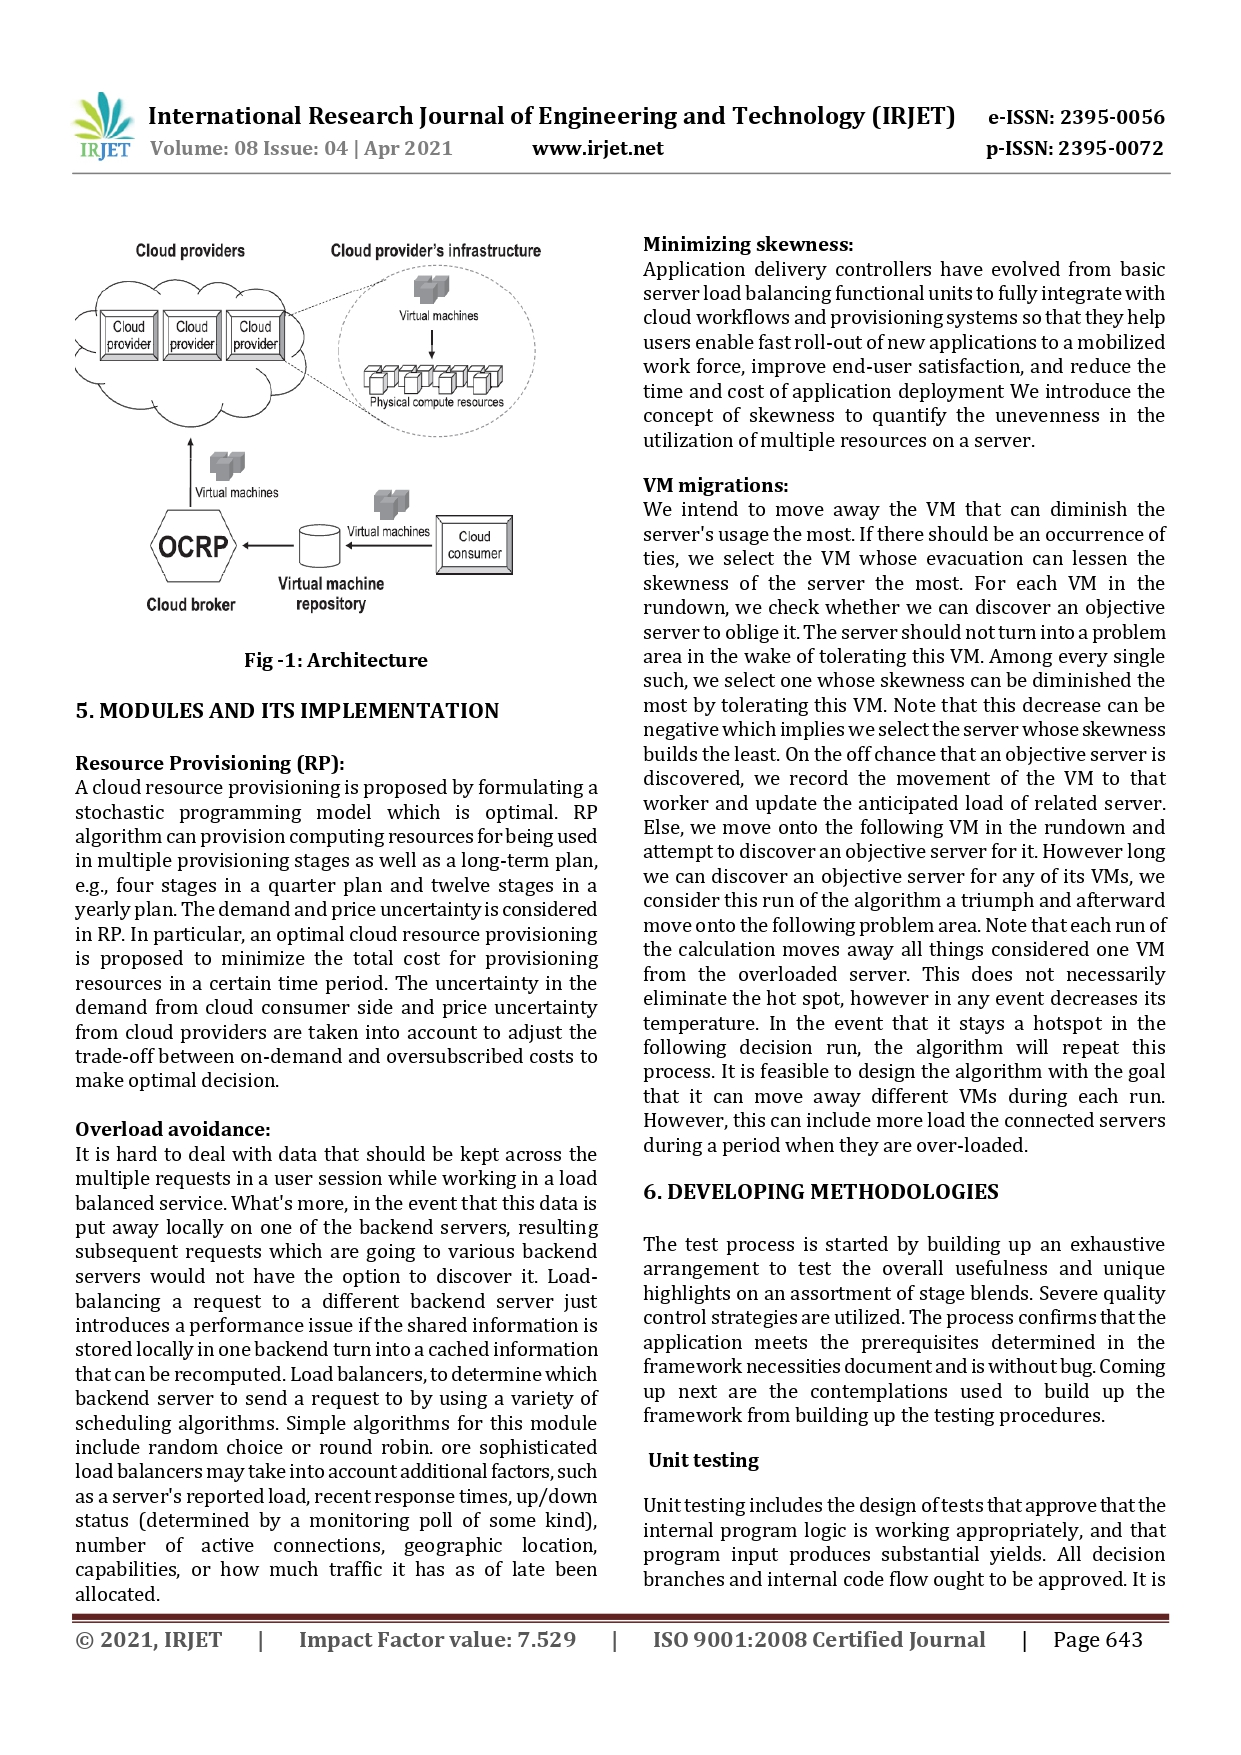 International Research Journal of Engineering and Technology (IRJET)
e-ISSN: 2395-0056
IRJET
Volume: 08 Issue: 04 | Apr 2021
www.irjet.net
p-ISSN: 2395-0072
Cloud providers
Cloud provider's infrastructure
Virtual machines
Cloud
provider
Cloud
provider
Cloud
provider
Physical compute resources
Virtual machines
Virtual machines
OCRP
Cloud
consumer
Virtual machine
repository
Cloud broker
Fig -1: Architecture
5. MODULES AND ITS IMPLEMENTATION
Resource Provisioning (RP):
A cloud resource provisioning is proposed by formulating a
stochastic programming model which is optimal. RP
algorithm can provision computing resources for being used
in multiple provisioning stages as well as a long-term plan,
e.g., four stages in a quarter plan and twelve stages in a
yearly plan. The demand and price uncertainty is considered
in RP. In particular, an optimal cloud resource provisioning
is proposed to minimize the total cost for provisioning
resources in a certain time period. The uncertainty in the
demand from cloud consumer side and price uncertainty
from cloud providers are taken into account to adjust the
trade-off between on-demand and oversubscribed costs to
make optimal decision.
Overload avoidance:
It is hard to deal with data that should be kept across the
multiple requests in a user session while working in a load
balanced service. What's more, in the event that this data is
put away locally on one of the backend servers, resulting
subsequent requests which are going to various backend
servers would not have the option to discover it. Load-
balancing a request to a different backend server just
introduces a performance issue if the shared information is
stored locally in one backend turn into a cached information
that can be recomputed. Load balancers, to determine which
backend server to send a request to by using a variety of
scheduling algorithms. Simple algorithms for this module
include random choice or round robin. ore sophisticated
load balancers may take into account additional factors, such
as a server's reported load, recent response times, up/down
status (determined by a monitoring poll of some kind),
number of active connections, geographic location,
capabilities, or how much traffic it has as of late been
allocated.
Minimizing skewness:
Application delivery controllers have evolved from basic
server load balancing functional units to fully integrate with
cloud workflows and provisioning systems so that they help
users enable fast roll-out of new applications to a mobilized
work force, improve end-user satisfaction, and reduce the
time and cost of application deployment We introduce the
concept of skewness to quantify the unevenness in the
utilization of multiple resources on a server.
VM migrations:
We intend to move away the VM that can diminish the
server's usage the most. If there should be an occurrence of
ties, we select the VM whose evacuation can lessen the
skewness of the server the most. For each VM in the
rundown, we check whether we can discover an objective
server to oblige it. The server should not turn into a problem
area in the wake of tolerating this VM. Among every single
such, we select one whose skewness can be diminished the
most by tolerating this VM. Note that this decrease can be
negative which implies we select the server whose skewness
builds the least. On the off chance that an objective server is
discovered, we record the movement of the VM to that
worker and update the anticipated load of related server.
Else, we move onto the following VM in the rundown and
attempt to discover an objective server for it. However long
we can discover an objective server for any of its VMs, we
consider this run of the algorithm a triumph and afterward
move onto the following problem area. Note that each run of
the calculation moves away all things considered one VM
from the overloaded server. This does not necessarily
eliminate the hot spot, however in any event decreases its
temperature. In the event that it stays a hotspot in the
following decision run, the algorithm will repeat this
process. It is feasible to design the algorithm with the goal
that it can move away different VMs during each run.
However, this can include more load the connected servers
during a period when they are over-loaded.
6. DEVELOPING METHODOLOGIES
The test process is started by building up an exhaustive
arrangement to test the overall usefulness and unique
highlights on an assortment of stage blends. Severe quality
control strategies are utilized. The process confirms that the
application meets the prerequisites determined in the
framework necessities document and is without bug. Coming
up next are the contemplations used to build up the
framework from building up the testing procedures.
Unit testing
Unit testing includes the design of tests that approve that the
internal program logic is working appropriately, and that
program input produces substantial yields. All decision
branches and internal code flow ought to be approved. It is
© 2021, IRJET | Impact Factor value: 7.529 | ISO 9001:2008 Certified Journal | Page 643